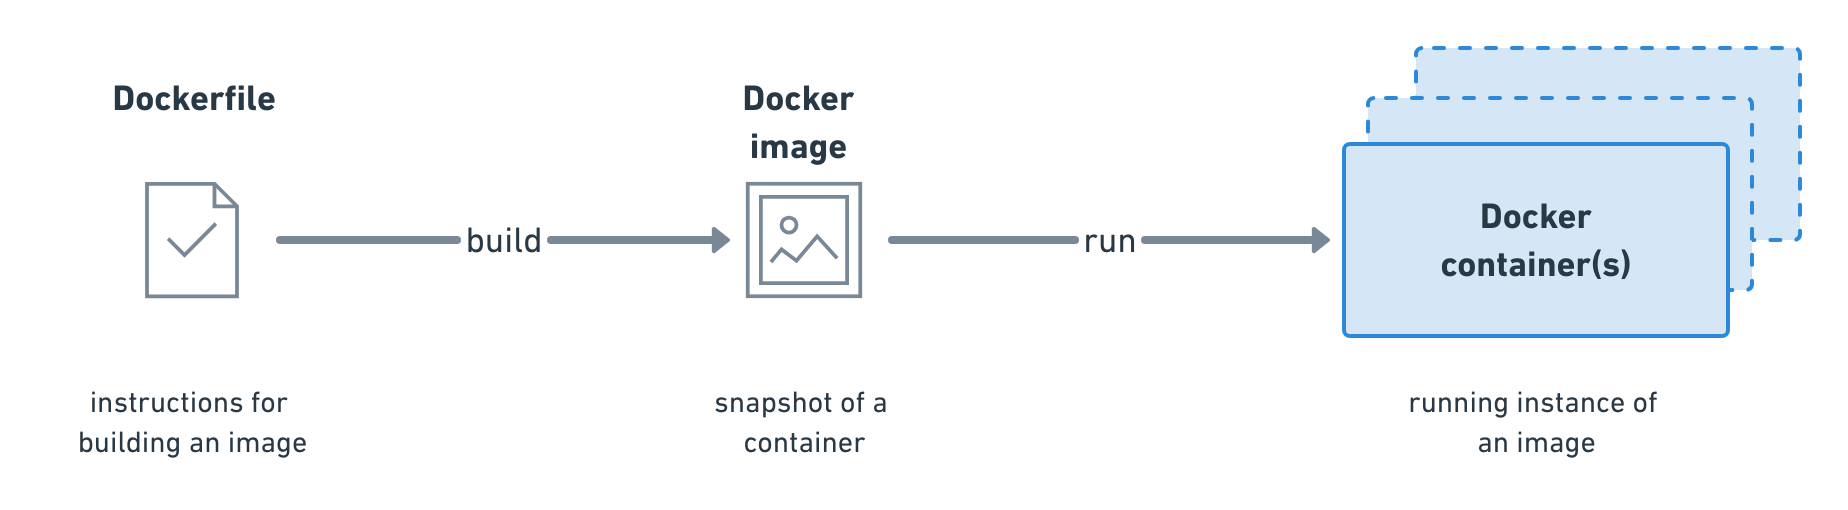 Dockerfile
Docker
image
build
run
Docker
container(s)
instructions for
building an image
snapshot of a
container
running instance of
an image